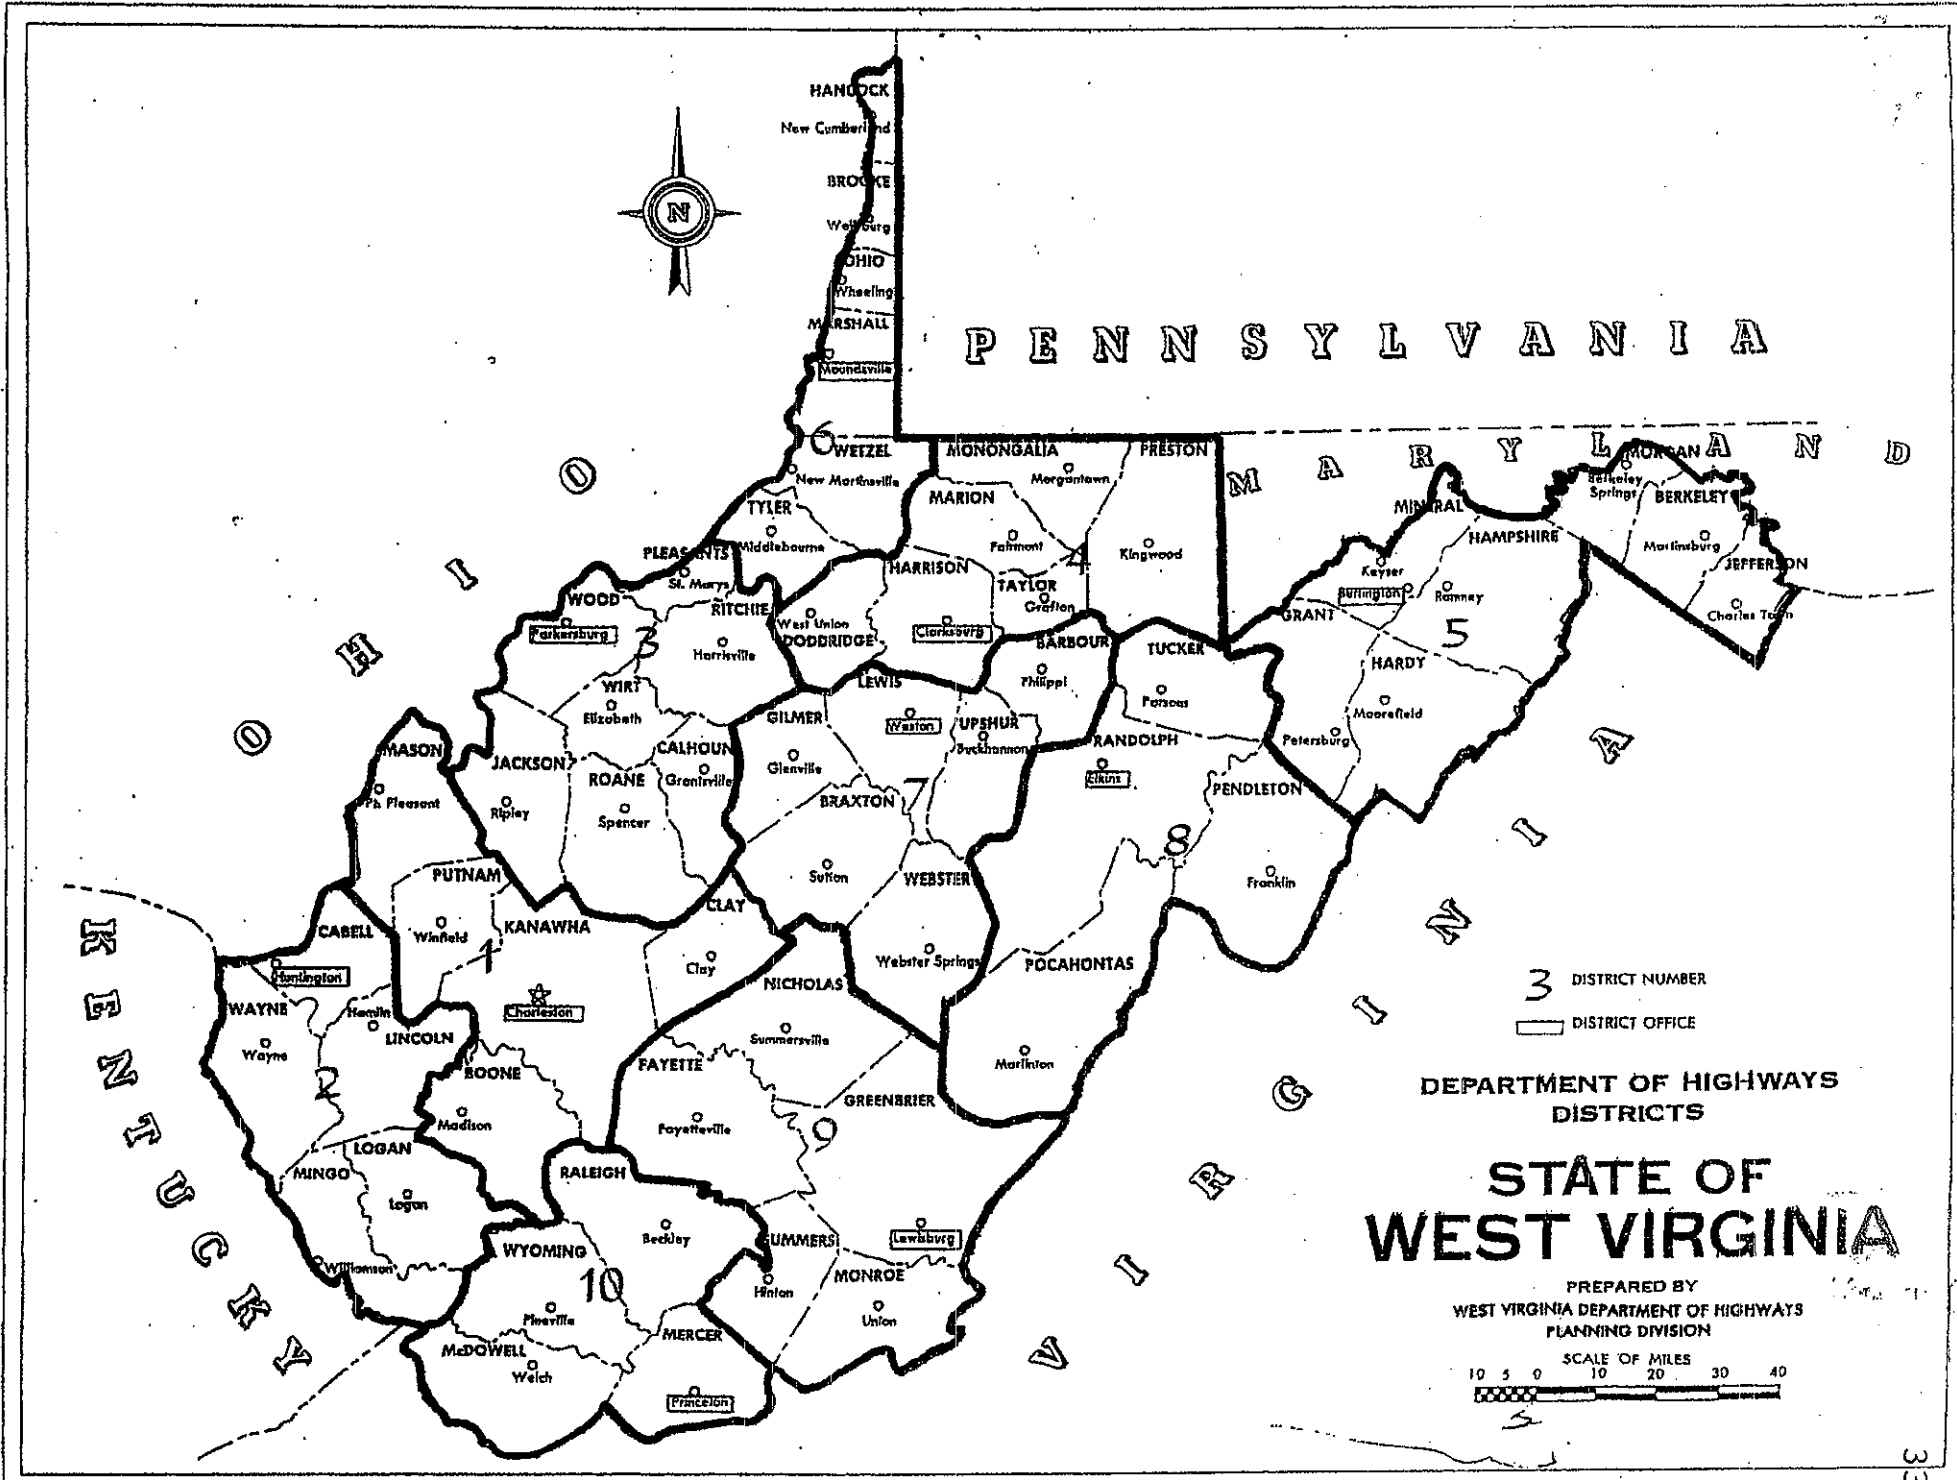 HANCOCK
New Cumberland
BROOKE
Wellsburg
OHIO
Wheeling
MARSHALL
Moundsville
N
PENNSYLVANIA
MARYLAND
OHIO
KENTUCKY
VIRGINIA
6
WETZEL
New Martinsville
TYLER
Middlebourne
MONONGALIA
Morgantown
PRESTON
Kingwood
MARION
Fairmont
4
HARRISON
Clarksburg
TAYLOR
Grafton
West Union
DODDRIDGE
PLEASANTS
St. Marys
WOOD
Parkersburg
3
RITCHIE
Harrisville
WIRT
Elizabeth
CALHOUN
Grantsville
ROANE
Spencer
JACKSON
Ripley
MORGAN
Berkeley
Springs
BERKELEY
Martinsburg
JEFFERSON
Charles Town
MINERAL
Keyser
Burlington
HAMPSHIRE
Romney
GRANT
Petersburg
5
HARDY
Moorefield
BARBOUR
Philippi
TUCKER
Parsons
LEWIS
Weston
UPSHUR
Buckhannon
GILMER
Glenville
BRAXTON
7
Sutton
WEBSTER
Webster Springs
RANDOLPH
Elkins
PENDLETON
8
Franklin
POCAHONTAS
Marlinton
MASON
Pt. Pleasant
PUTNAM
Winfield
KANAWHA
1
Charleston
CLAY
Clay
BOONE
Madison
CABELL
Huntington
WAYNE
Wayne
Hamlin
LINCOLN
2
LOGAN
Logan
MINGO
Williamson
NICHOLAS
Summersville
FAYETTE
Fayetteville
GREENBRIER
9
Lewisburg
SUMMERS
Hinton
MONROE
Union
RALEIGH
Beckley
WYOMING
10
Pineville
McDOWELL
Welch
MERCER
Princeton
3 DISTRICT NUMBER
DISTRICT OFFICE
DEPARTMENT OF HIGHWAYS
DISTRICTS
STATE OF
WEST VIRGINIA
PREPARED BY
WEST VIRGINIA DEPARTMENT OF HIGHWAYS
PLANNING DIVISION
SCALE OF MILES
10 5 0 10 20 30 40
5
33